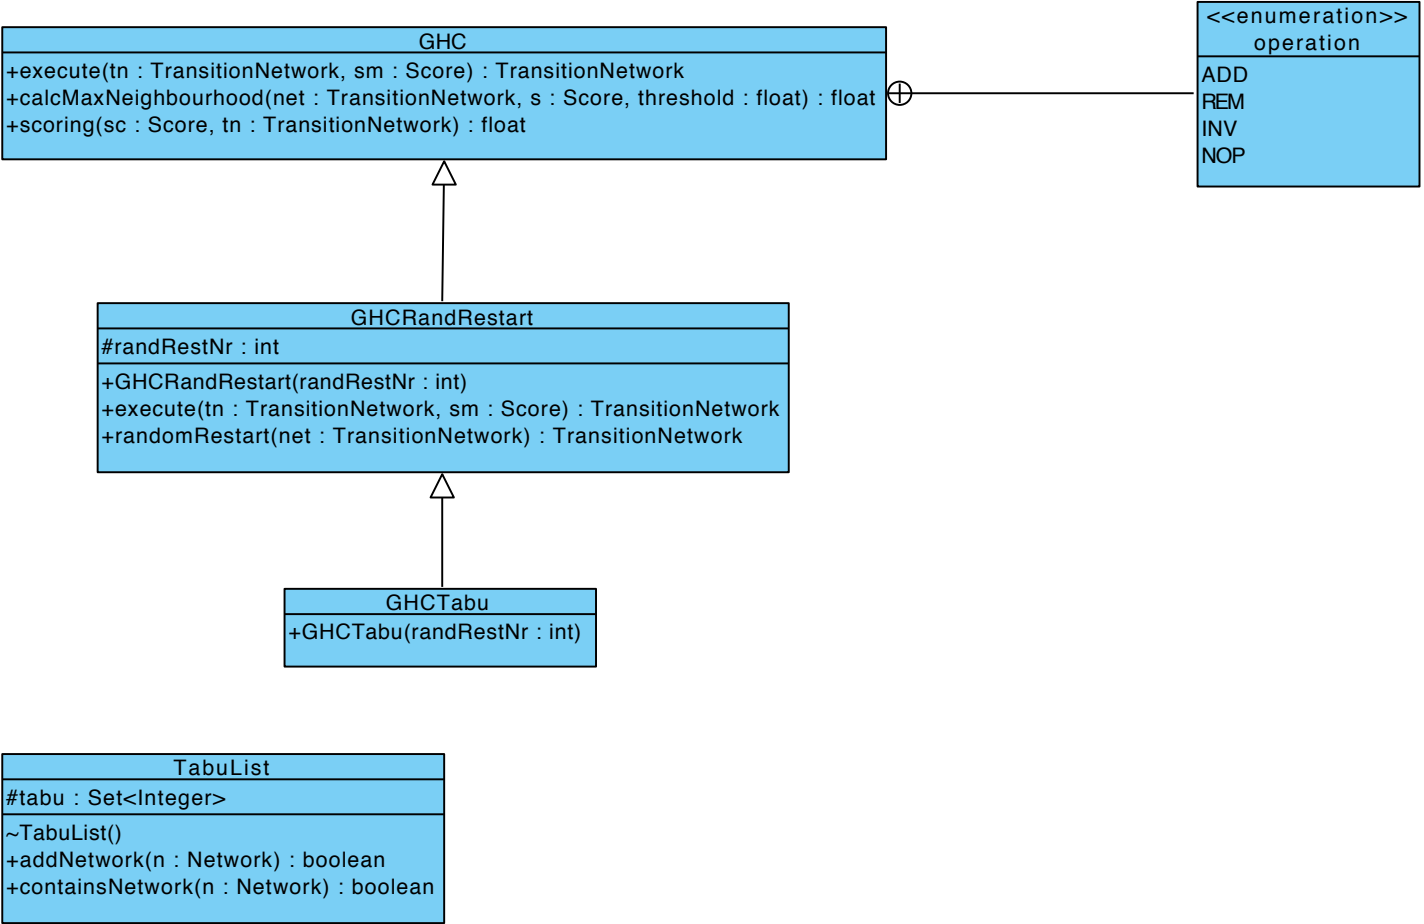 GHC
+execute(tn : TransitionNetwork, sm : Score) : TransitionNetwork
+calcMaxNeighbourhood(net : TransitionNetwork, s : Score, threshold : float) : float
+scoring(sc : Score, tn : TransitionNetwork) : float
<<enumeration>>
operation
ADD
REM
INV
NOP
GHCRandRestart
#randRestNr : int
+GHCRandRestart(randRestNr : int)
+execute(tn : TransitionNetwork, sm : Score) : TransitionNetwork
+randomRestart(net : TransitionNetwork) : TransitionNetwork
GHCTabu
+GHCTabu(randRestNr : int)
TabuList
#tabu : Set<Integer>
~TabuList()
+addNetwork(n : Network) : boolean
+containsNetwork(n : Network) : boolean